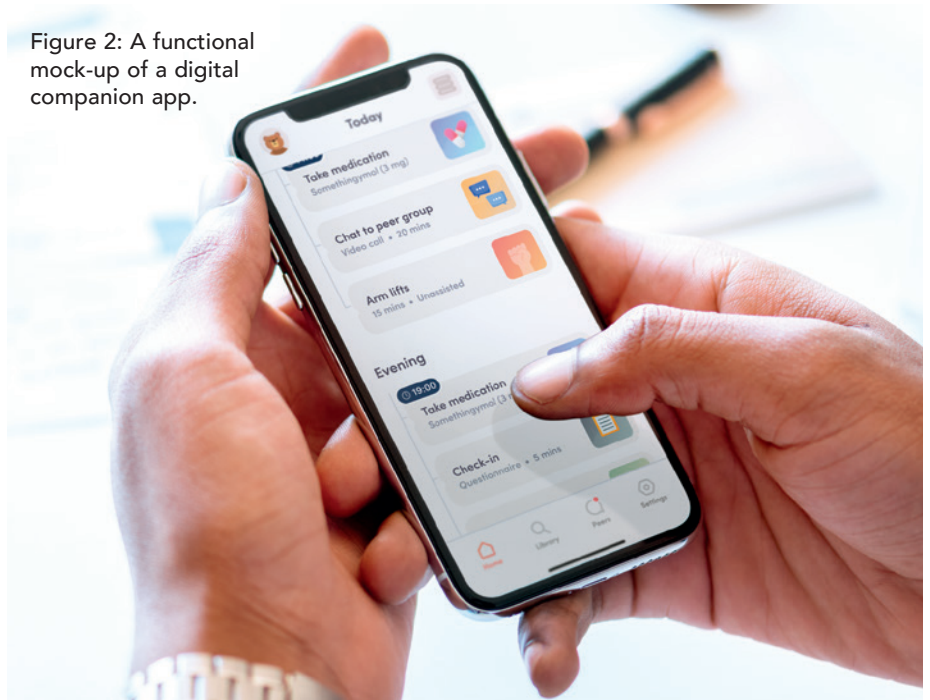 Figure 2: A functional
mock-up of a digital
companion app.
Today
Take medication
Somethingymol (3 mg)
Chat to peer group
Video call • 20 mins
Arm lifts
15 mins • Unassisted
Evening
19:00
Take medication
Somethingymol (3
Check-in
Questionnaire • 5 mins
Home
Library
Peers
Settings